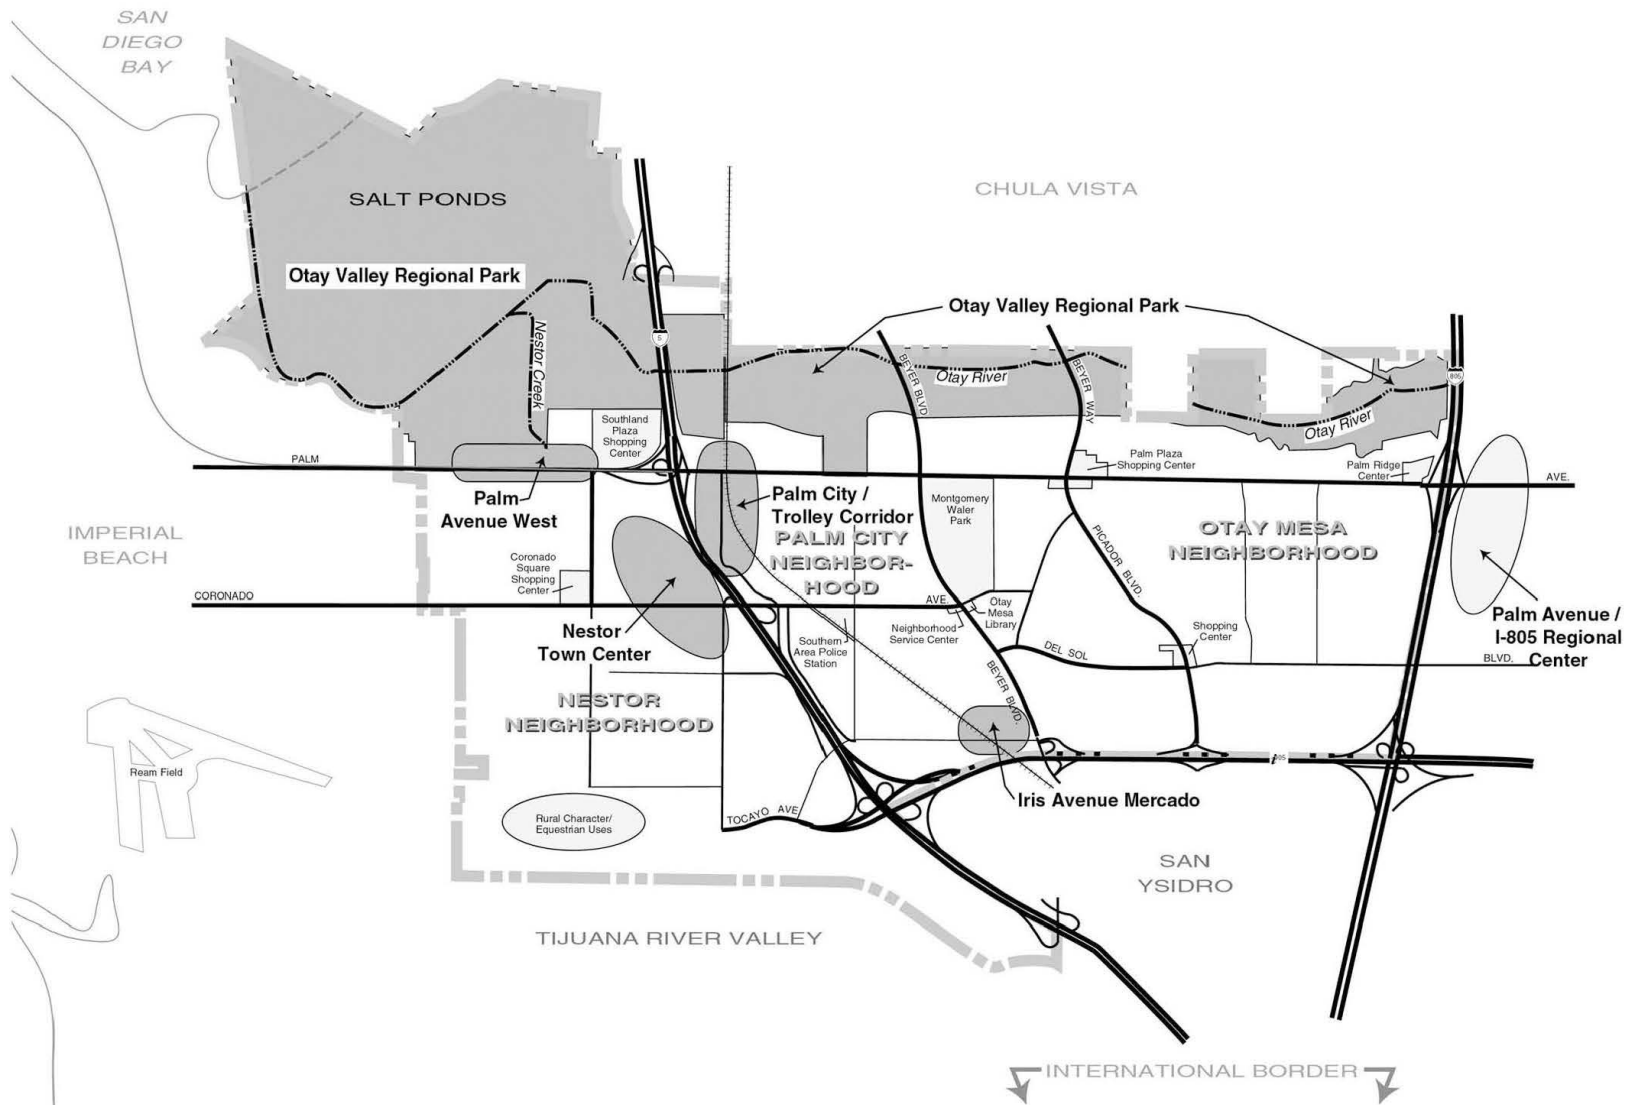 SAN
DIEGO
BAY
CHULA VISTA
SALT PONDS
Otay Valley Regional Park
Otay Valley Regional Park
5
Nestor Creek
BEYER BLVD.
Otay River
BEYER WAY
805
Otay River
Southland
Plaza
Shopping
Center
PALM
Palm Plaza
Shopping Center
Palm Ridge
Center
AVE.
Palm
Avenue West
Palm City /
Trolley Corridor
PALM CITY
NEIGHBOR-
HOOD
Montgomery
Waler
Park
PICADOR BLVD.
OTAY MESA
NEIGHBORHOOD
IMPERIAL
BEACH
Coronado
Square
Shopping
Center
CORONADO
AVE.
Otay
Mesa
Library
Neighborhood
Service Center
Southern
Area Police
Station
Nestor
Town Center
DEL SOL
Shopping
Center
BLVD.
Palm Avenue /
I-805 Regional
Center
BEYER BLVD.
NESTOR
NEIGHBORHOOD
Ream Field
805
Iris Avenue Mercado
Rural Character/
Equestrian Uses
TOCAYO AVE
SAN
YSIDRO
TIJUANA RIVER VALLEY
INTERNATIONAL BORDER